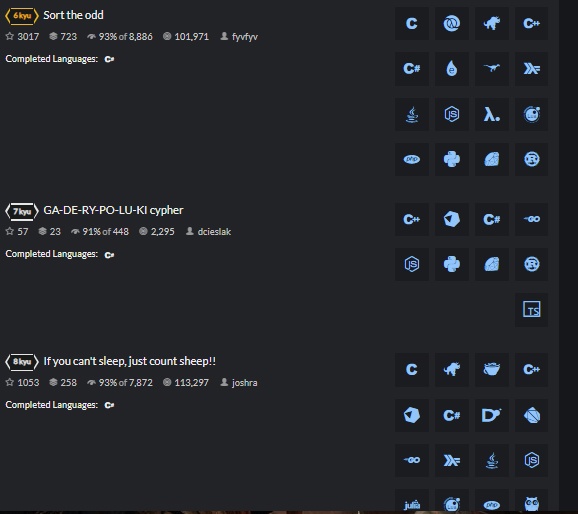 6 kyu Sort the odd
3017 723 93% of 8,886 101,971 fyvfyv
Completed Languages: C#
C C++
C# e
JS λ.
php
7 kyu GA-DE-RY-PO-LU-KI cypher
57 23 91% of 448 2,295 dcieslak
Completed Languages: C#
C++ C# GO
JS
TS
8 kyu If you can't sleep, just count sheep!!
1053 258 93% of 7,872 113,297 joshra
Completed Languages: C#
C C++
C# D
GO JS
julia php